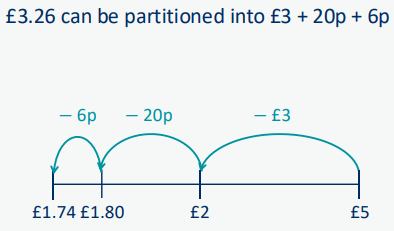 £3.26 can be partitioned into £3 + 20p + 6p
– 6p – 20p – £3
£1.74 £1.80 £2 £5